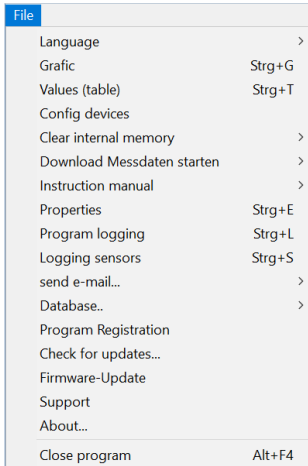 File
Language
Grafic Strg+G
Values (table) Strg+T
Config devices
Clear internal memory
Download Messdaten starten
Instruction manual
Properties Strg+E
Program logging Strg+L
Logging sensors Strg+S
send e-mail...
Database..
Program Registration
Check for updates...
Firmware-Update
Support
About...
Close program Alt+F4